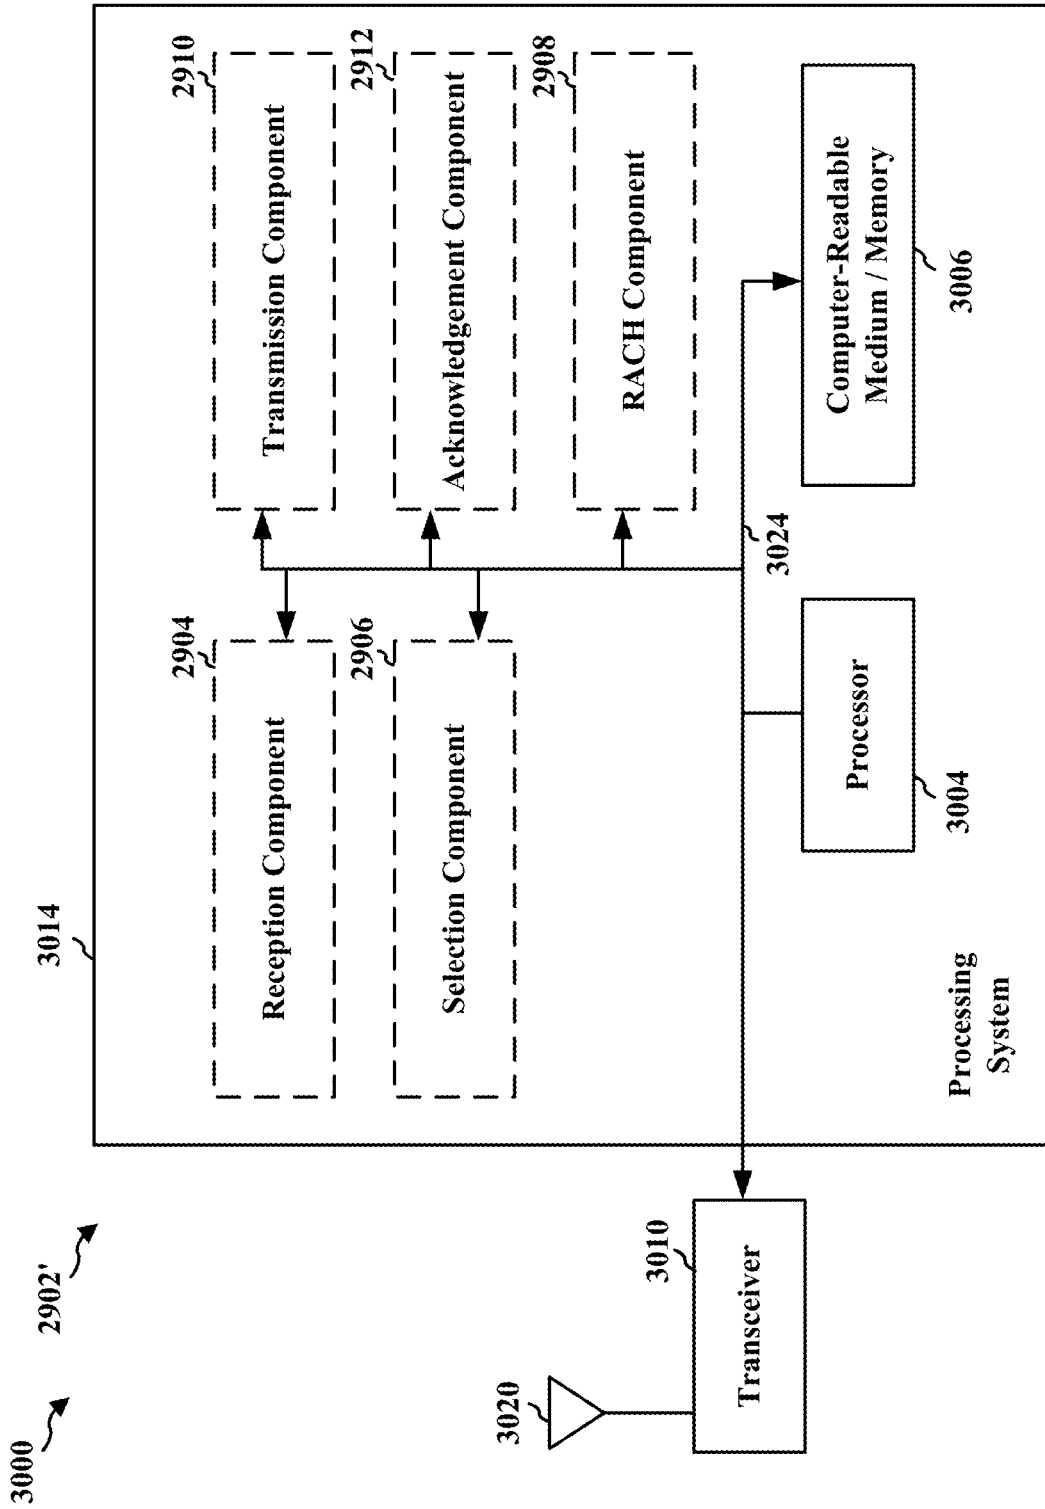 3000
2902'
3014
2904
Reception Component
2910
Transmission Component
2906
Selection Component
2912
Acknowledgement Component
2908
RACH Component
3020
3010
Transceiver
3024
Processor
3004
Computer-Readable
Medium / Memory
3006
Processing
System